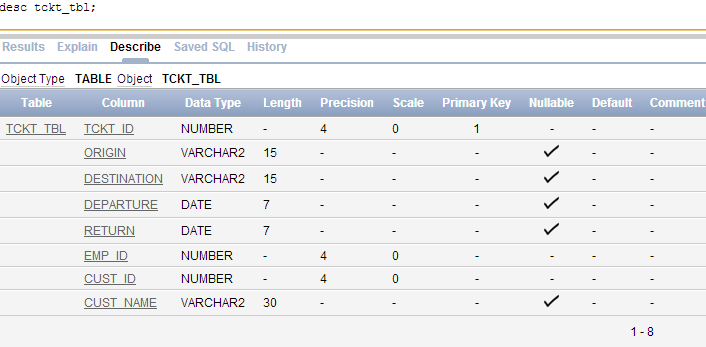 desc tckt_tbl;
Results Explain Describe Saved SQL History
Object Type TABLE Object TCKT_TBL
Table Column Data Type Length Precision Scale Primary Key Nullable Default Comment
TCKT_TBL TCKT_ID NUMBER - 4 0 1 - - -
ORIGIN VARCHAR2 15 - - - ✓ - -
DESTINATION VARCHAR2 15 - - - ✓ - -
DEPARTURE DATE 7 - - - ✓ - -
RETURN DATE 7 - - - ✓ - -
EMP_ID NUMBER - 4 0 - - - -
CUST_ID NUMBER - 4 0 - - - -
CUST_NAME VARCHAR2 30 - - - ✓ - -
1 - 8